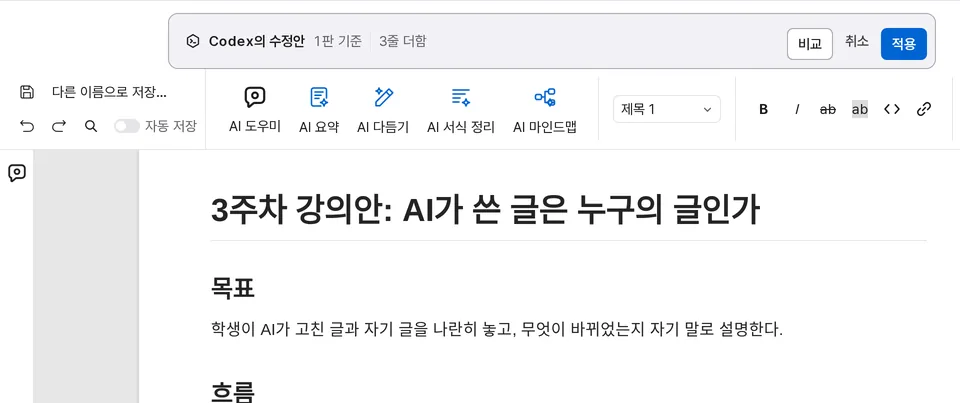 Codex의 수정안 1판 기준 3줄 더함 비교 취소 적용
다른 이름으로 저장...
자동 저장
AI 도우미 AI 요약 AI 다듬기 AI 서식 정리 AI 마인드맵
제목 1
B I ab ab
3주차 강의안: AI가 쓴 글은 누구의 글인가
목표
학생이 AI가 고친 글과 자기 글을 나란히 놓고, 무엇이 바뀌었는지 자기 말로 설명한다.
흐름